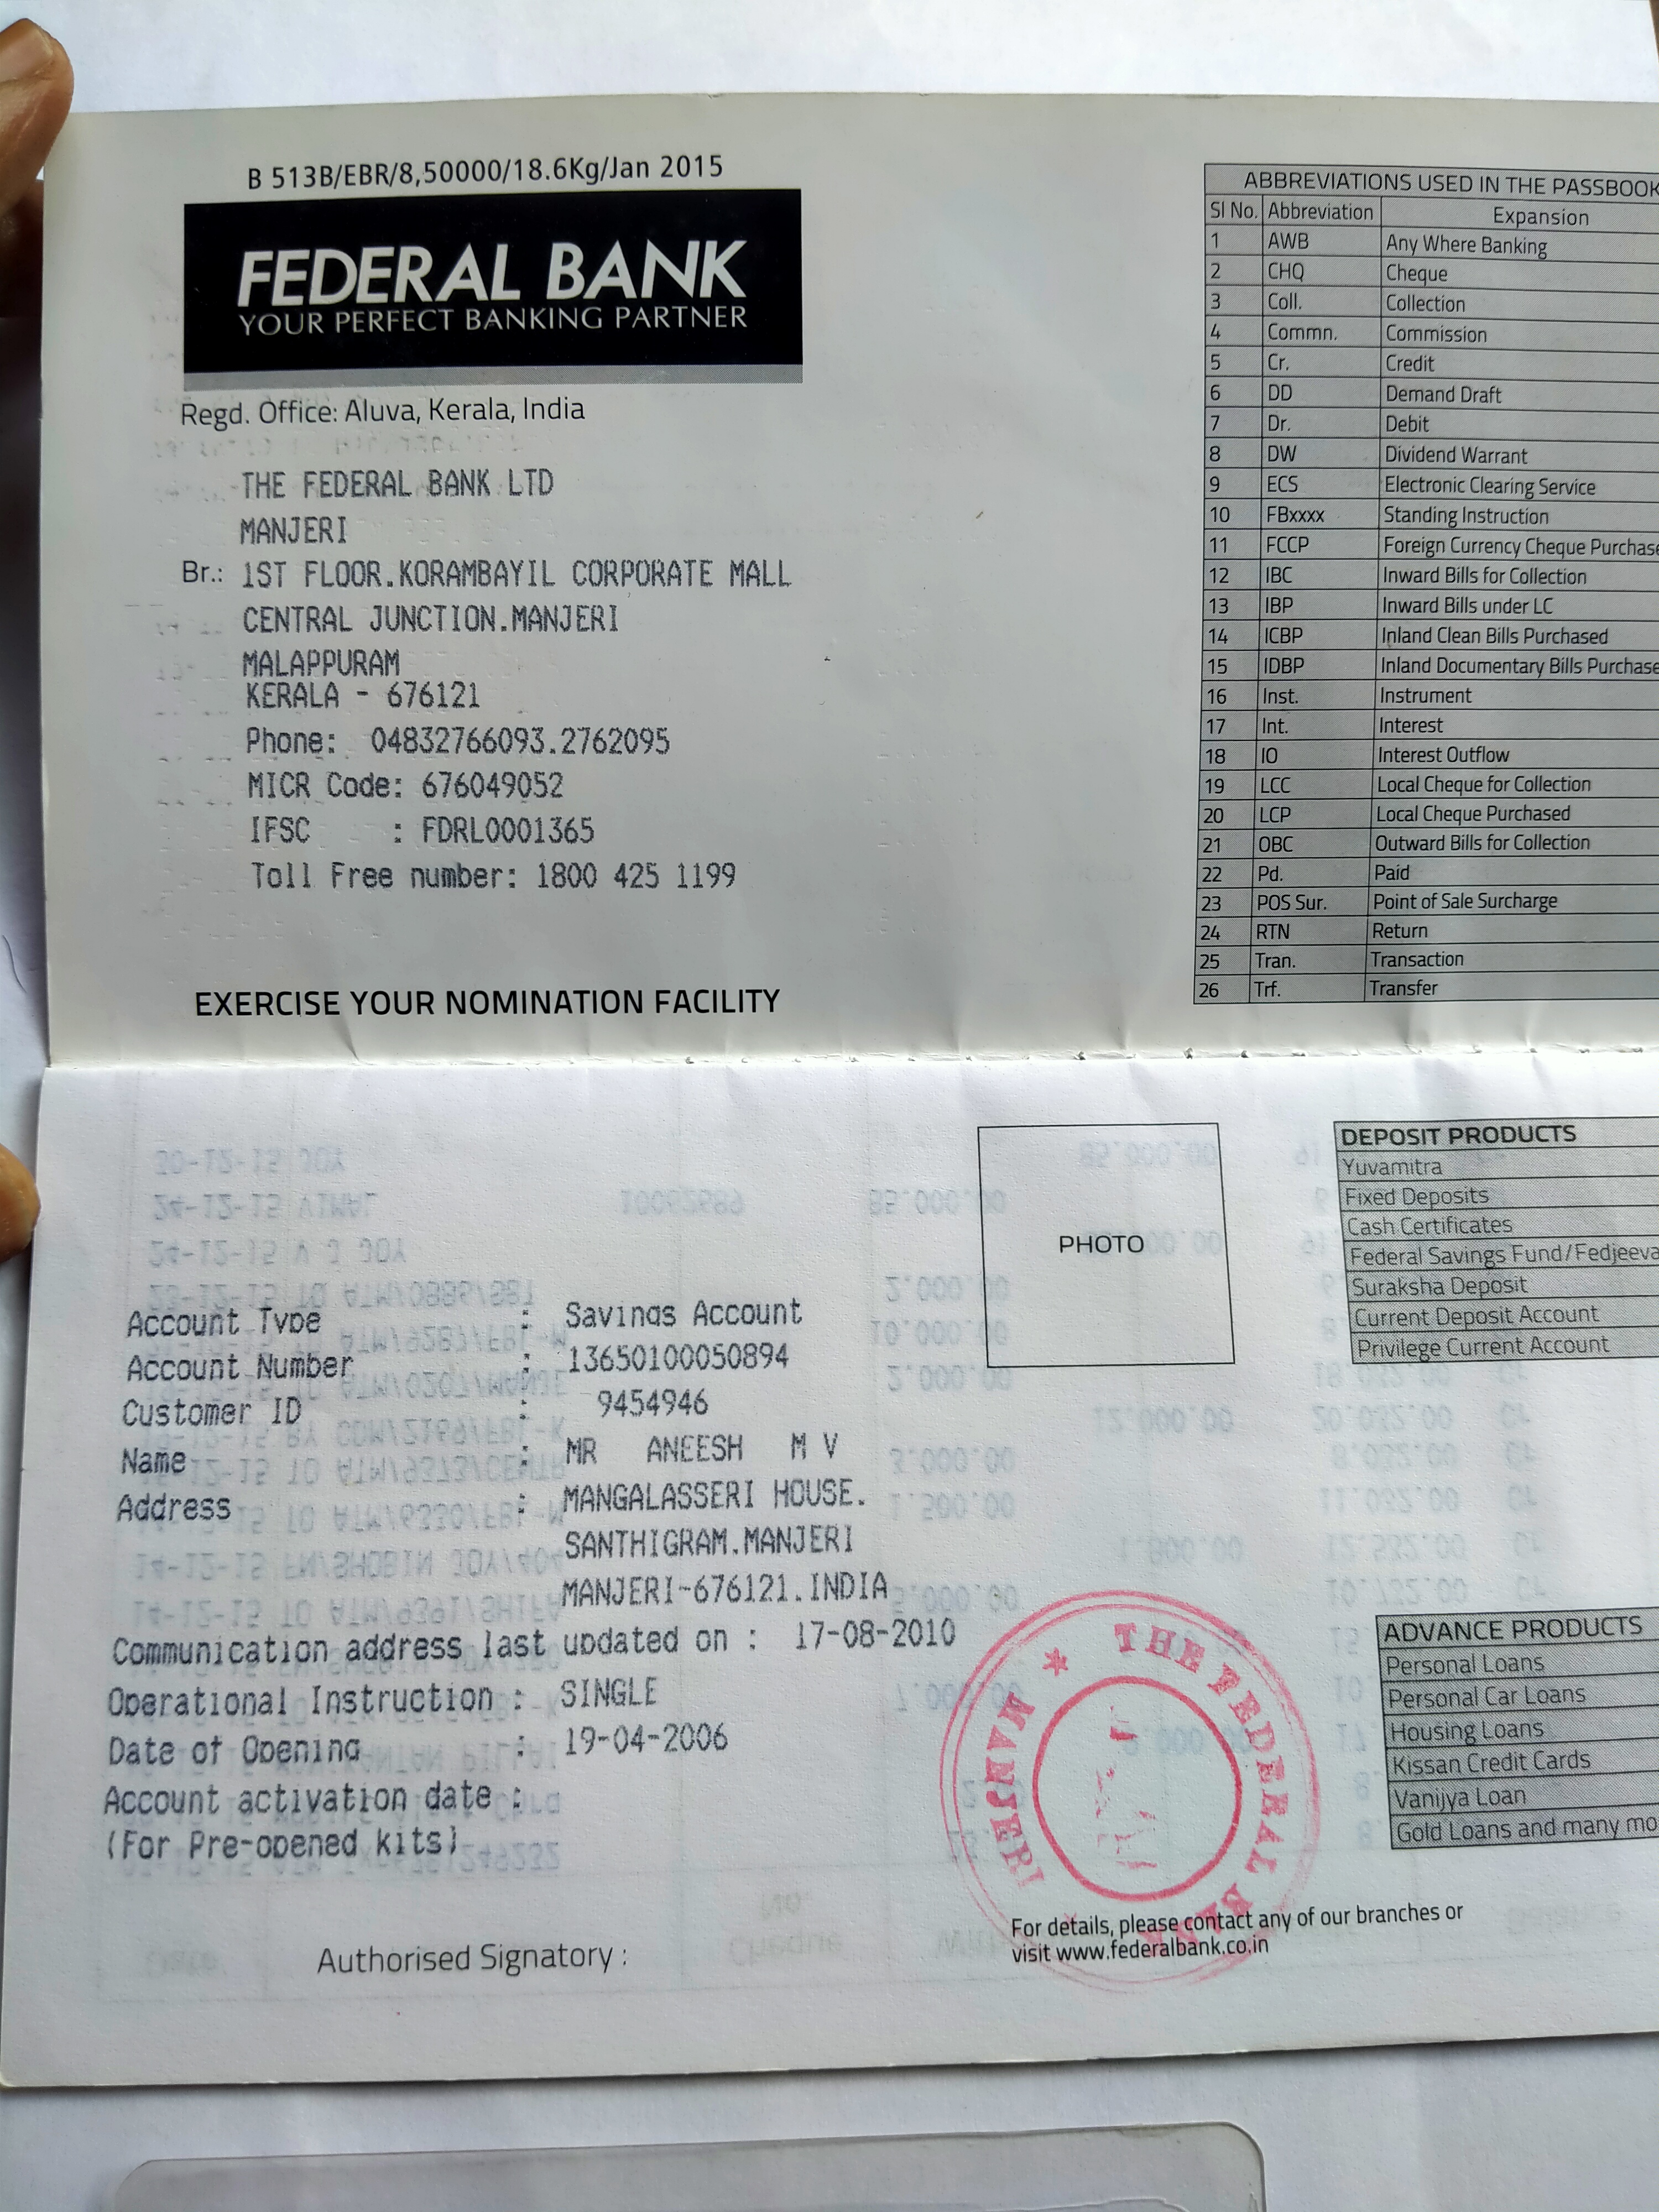 B 513B/EBR/8,50000/18.6Kg/Jan 2015
FEDERAL BANK
YOUR PERFECT BANKING PARTNER
Regd. Office: Aluva, Kerala, India
THE FEDERAL BANK LTD
MANJERI
Br.: 1ST FLOOR.KORAMBAYIL CORPORATE MALL
CENTRAL JUNCTION.MANJERI
MALAPPURAM
KERALA - 676121
Phone: 04832766093.2762095
MICR Code: 676049052
IFSC : FDRL0001365
Toll Free number: 1800 425 1199
EXERCISE YOUR NOMINATION FACILITY
ABBREVIATIONS USED IN THE PASSBOOK
Sl No. Abbreviation Expansion
1 AWB Any Where Banking
2 CHQ Cheque
3 Coll. Collection
4 Commn. Commission
5 Cr. Credit
6 DD Demand Draft
7 Dr. Debit
8 DW Dividend Warrant
9 ECS Electronic Clearing Service
10 FBxxxx Standing Instruction
11 FCCP Foreign Currency Cheque Purchase
12 IBC Inward Bills for Collection
13 IBP Inward Bills under LC
14 ICBP Inland Clean Bills Purchased
15 IDBP Inland Documentary Bills Purchase
16 Inst. Instrument
17 Int. Interest
18 IO Interest Outflow
19 LCC Local Cheque for Collection
20 LCP Local Cheque Purchased
21 OBC Outward Bills for Collection
22 Pd. Paid
23 POS Sur. Point of Sale Surcharge
24 RTN Return
25 Tran. Transaction
26 Trf. Transfer
PHOTO
Account Type : Savings Account
Account Number : 13650100050894
Customer ID : 9454946
Name : MR ANEESH M V
Address : MANGALASSERI HOUSE.
SANTHIGRAM.MANJERI
MANJERI-676121.INDIA
Communication address last updated on : 17-08-2010
Operational Instruction : SINGLE
Date of Opening : 19-04-2006
Account activation date :
(For Pre-opened kits)
Authorised Signatory :
DEPOSIT PRODUCTS
Yuvamitra
Fixed Deposits
Cash Certificates
Federal Savings Fund/Fedjeeva
Suraksha Deposit
Current Deposit Account
Privilege Current Account
ADVANCE PRODUCTS
Personal Loans
Personal Car Loans
Housing Loans
Kissan Credit Cards
Vanijya Loan
Gold Loans and many mo
THE FEDERAL
MANJERI
For details, please contact any of our branches or
visit www.federalbank.co.in